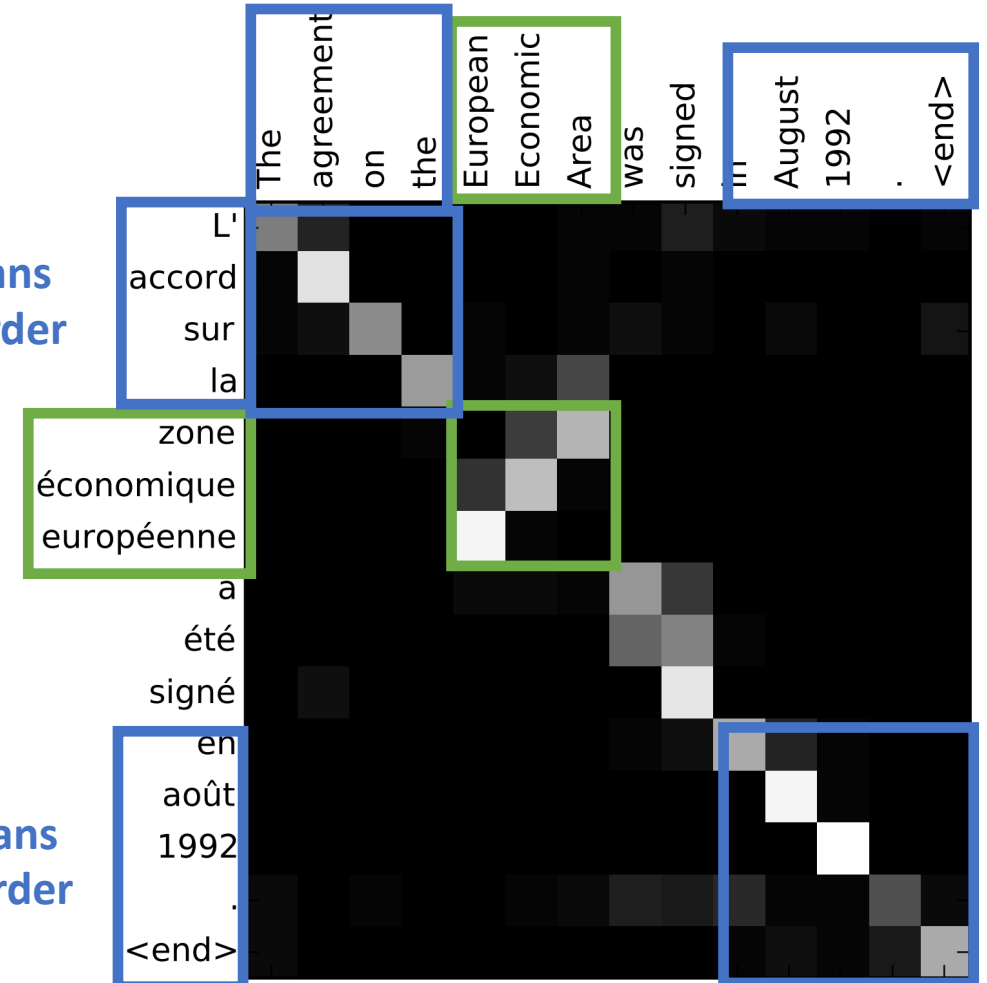 The
agreement
on
the
European
Economic
Area
was
signed
in
August
1992
.
<end>
L'
accord
sur
la
zone
économique
européenne
a
été
signé
en
août
1992
.
<end>